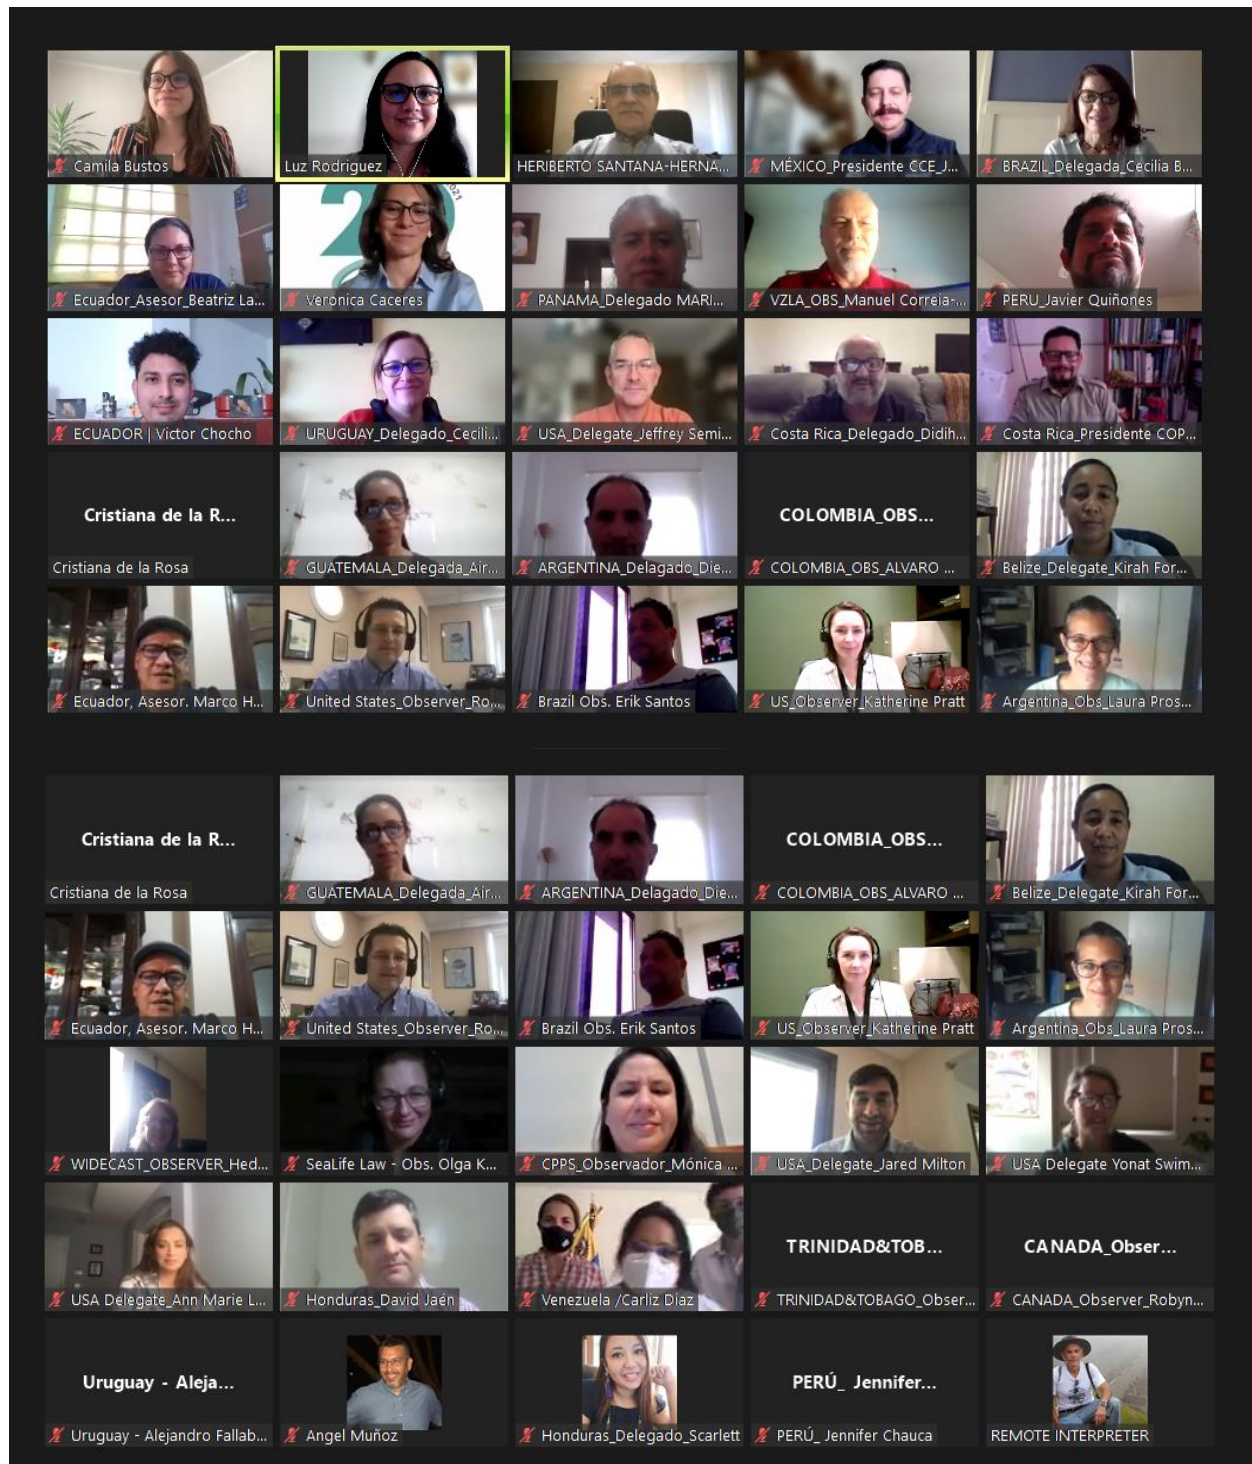 Camila Bustos
Luz Rodriguez
HERIBERTO SANTANA-HERNA...
MÉXICO_Presidente CCE_J...
BRAZIL_Delegada_Cecilia B...
2021
2
Ecuador_Asesor_Beatriz La...
Veronica Caceres
PANAMA_Delegado MARI...
VZLA_OBS_Manuel Correia-...
PERU_Javier Quiñones
ECUADOR | Victor Chocho
URUGUAY_Delegado_Cecili...
USA_Delegate_Jeffrey Semi...
Costa Rica_Delegado_Didih...
Costa Rica_Presidente COP...
Cristiana de la R...
COLOMBIA_OBS...
Cristiana de la Rosa
GUATEMALA_Delegada_Air...
ARGENTINA_Delagado_Die...
COLOMBIA_OBS_ALVARO ...
Belize_Delegate_Kirah For...
Ecuador, Asesor. Marco H...
United States_Observer_Ro...
Brazil Obs. Erik Santos
US_Observer_Katherine Pratt
Argentina_Obs_Laura Pros...
Cristiana de la R...
COLOMBIA_OBS...
Cristiana de la Rosa
GUATEMALA_Delegada_Air...
ARGENTINA_Delagado_Die...
COLOMBIA_OBS_ALVARO ...
Belize_Delegate_Kirah For...
Ecuador, Asesor. Marco H...
United States_Observer_Ro...
Brazil Obs. Erik Santos
US_Observer_Katherine Pratt
Argentina_Obs_Laura Pros...
WIDECAST_OBSERVER_Hed...
SeaLife Law - Obs. Olga K...
CPPS_Observador_Mónica ...
USA_Delegate_Jared Milton
USA Delegate Yonat Swim...
TRINIDAD&TOB...
CANADA_Obser...
USA Delegate_Ann Marie L...
Honduras_David Jaén
Venezuela /Carliz Diaz
TRINIDAD&TOBAGO_Obser...
CANADA_Observer_Robyn...
Uruguay - Aleja...
PERÚ_ Jennifer...
Uruguay - Alejandro Fallab...
Angel Muñoz
Honduras_Delegado_Scarlett
PERÚ_ Jennifer Chauca
REMOTE INTERPRETER